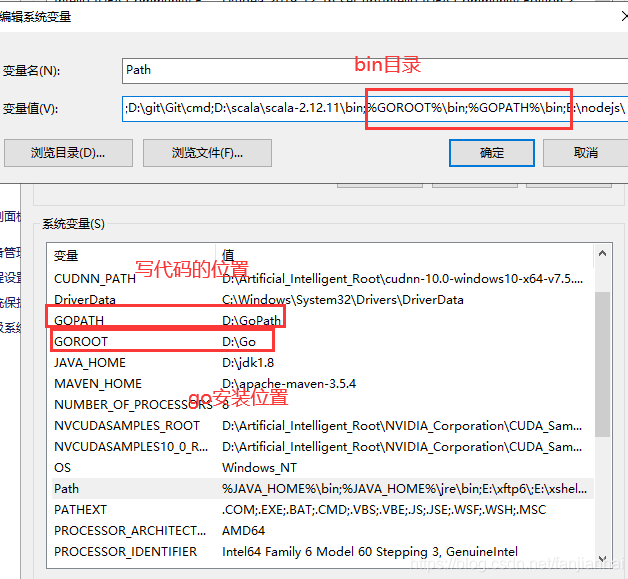 编辑系统变量
变量名(N):
Path
bin目录
变量值(V):
;D:\git\Git\cmd;D:\scala\scala-2.12.11\bin;%GOROOT%\bin;%GOPATH%\bin;E:\nodejs\
浏览目录(D)...
浏览文件(F)...
确定
取消
系统变量(S)
变量
值
写代码的位置
CUDNN_PATH
D:\Artificial_Intelligent_Root\cudnn-10.0-windows10-x64-v7.5....
DriverData
C:\Windows\System32\Drivers\DriverData
GOPATH
D:\GoPath
GOROOT
D:\Go
JAVA_HOME
D:\jdk1.8
MAVEN_HOME
D:\apache-maven-3.5.4
go安装位置
NUMBER_OF_PROCESSORS
8
NVCUDASAMPLES_ROOT
D:\Artificial_Intelligent_Root\NVIDIA_Corporation\CUDA_Sam...
NVCUDASAMPLES10_0_R...
D:\Artificial_Intelligent_Root\NVIDIA_Corporation\CUDA_Sam...
OS
Windows_NT
Path
%JAVA_HOME%\bin;%JAVA_HOME%\jre\bin;E:\xftp6\;E:\xshel...
PATHEXT
.COM;.EXE;.BAT;.CMD;.VBS;.VBE;.JS;.JSE;.WSF;.WSH;.MSC
PROCESSOR_ARCHITECT...
AMD64
PROCESSOR_IDENTIFIER
Intel64 Family 6 Model 60 Stepping 3, GenuineIntel
https://blog.csdn.net/fanjianhai